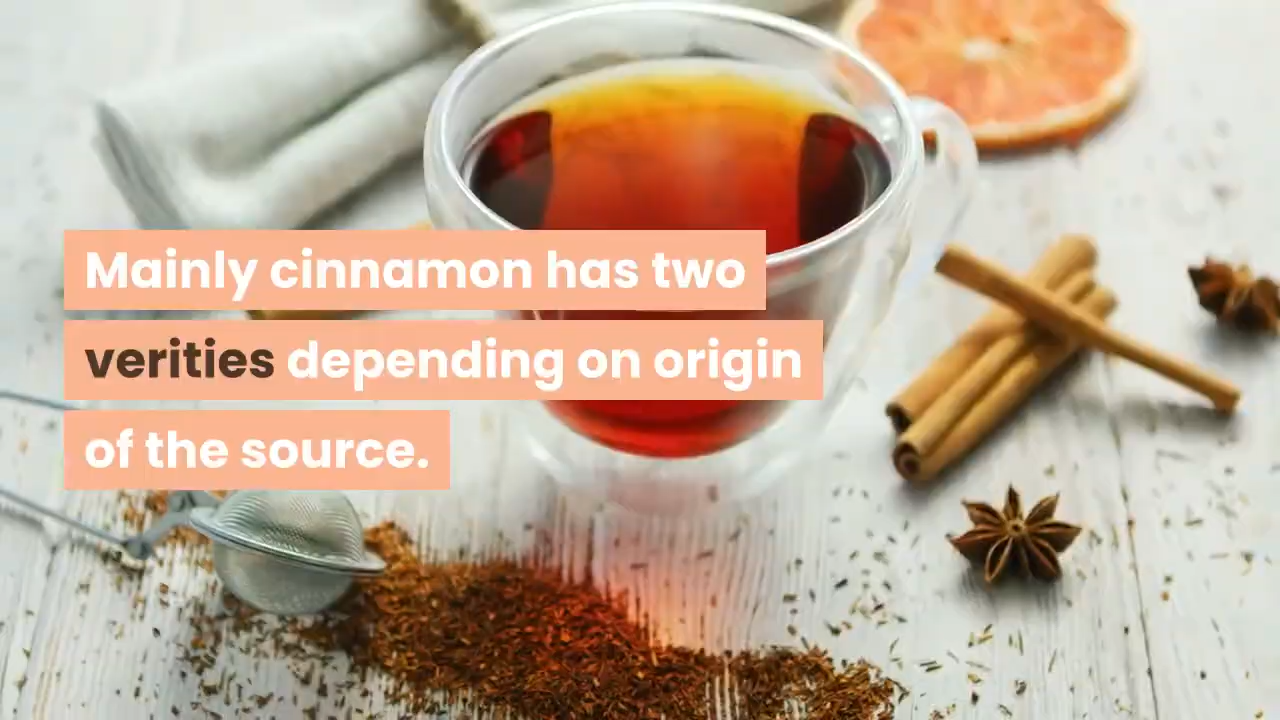 Mainly cinnamon has two
verities depending on origin
of the source.